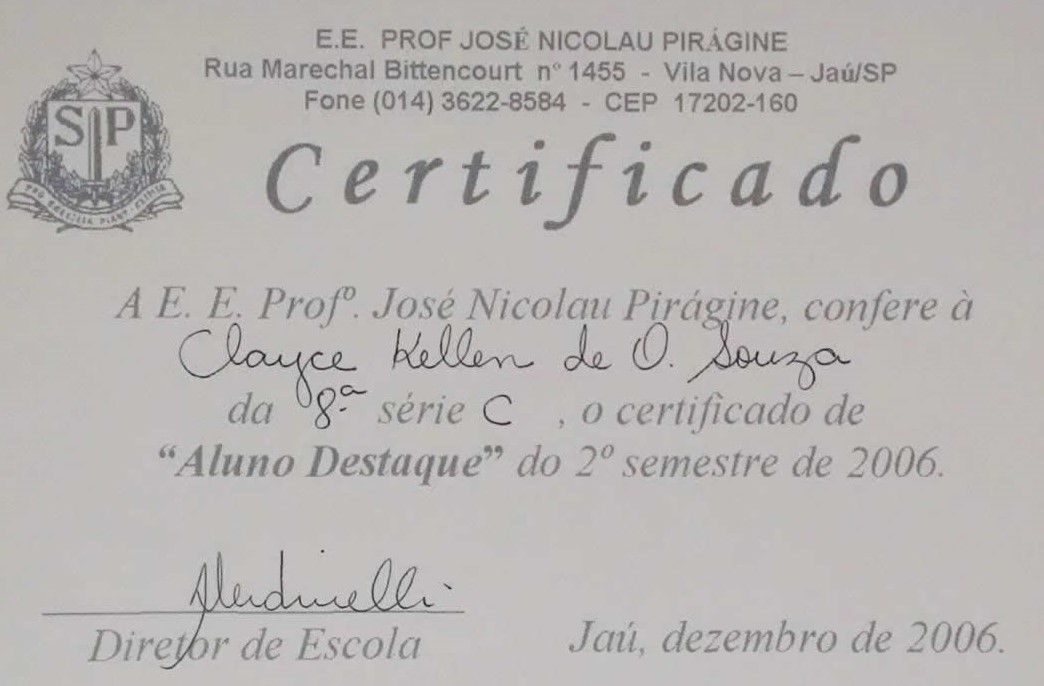 E.E. PROF JOSÉ NICOLAU PIRÁGINE
Rua Marechal Bittencourt nº 1455 - Vila Nova – Jaú/SP
Fone (014) 3622-8584 - CEP 17202-160
SP
PRO BRASILIA FIANT EXIMIA
Certificado
A E. E. Profº. José Nicolau Pirágine, confere à
Clayce Kellen de O. Souza
da 8ª série C , o certificado de
“Aluno Destaque” do 2º semestre de 2006.
Diretor de Escola
Jaú, dezembro de 2006.